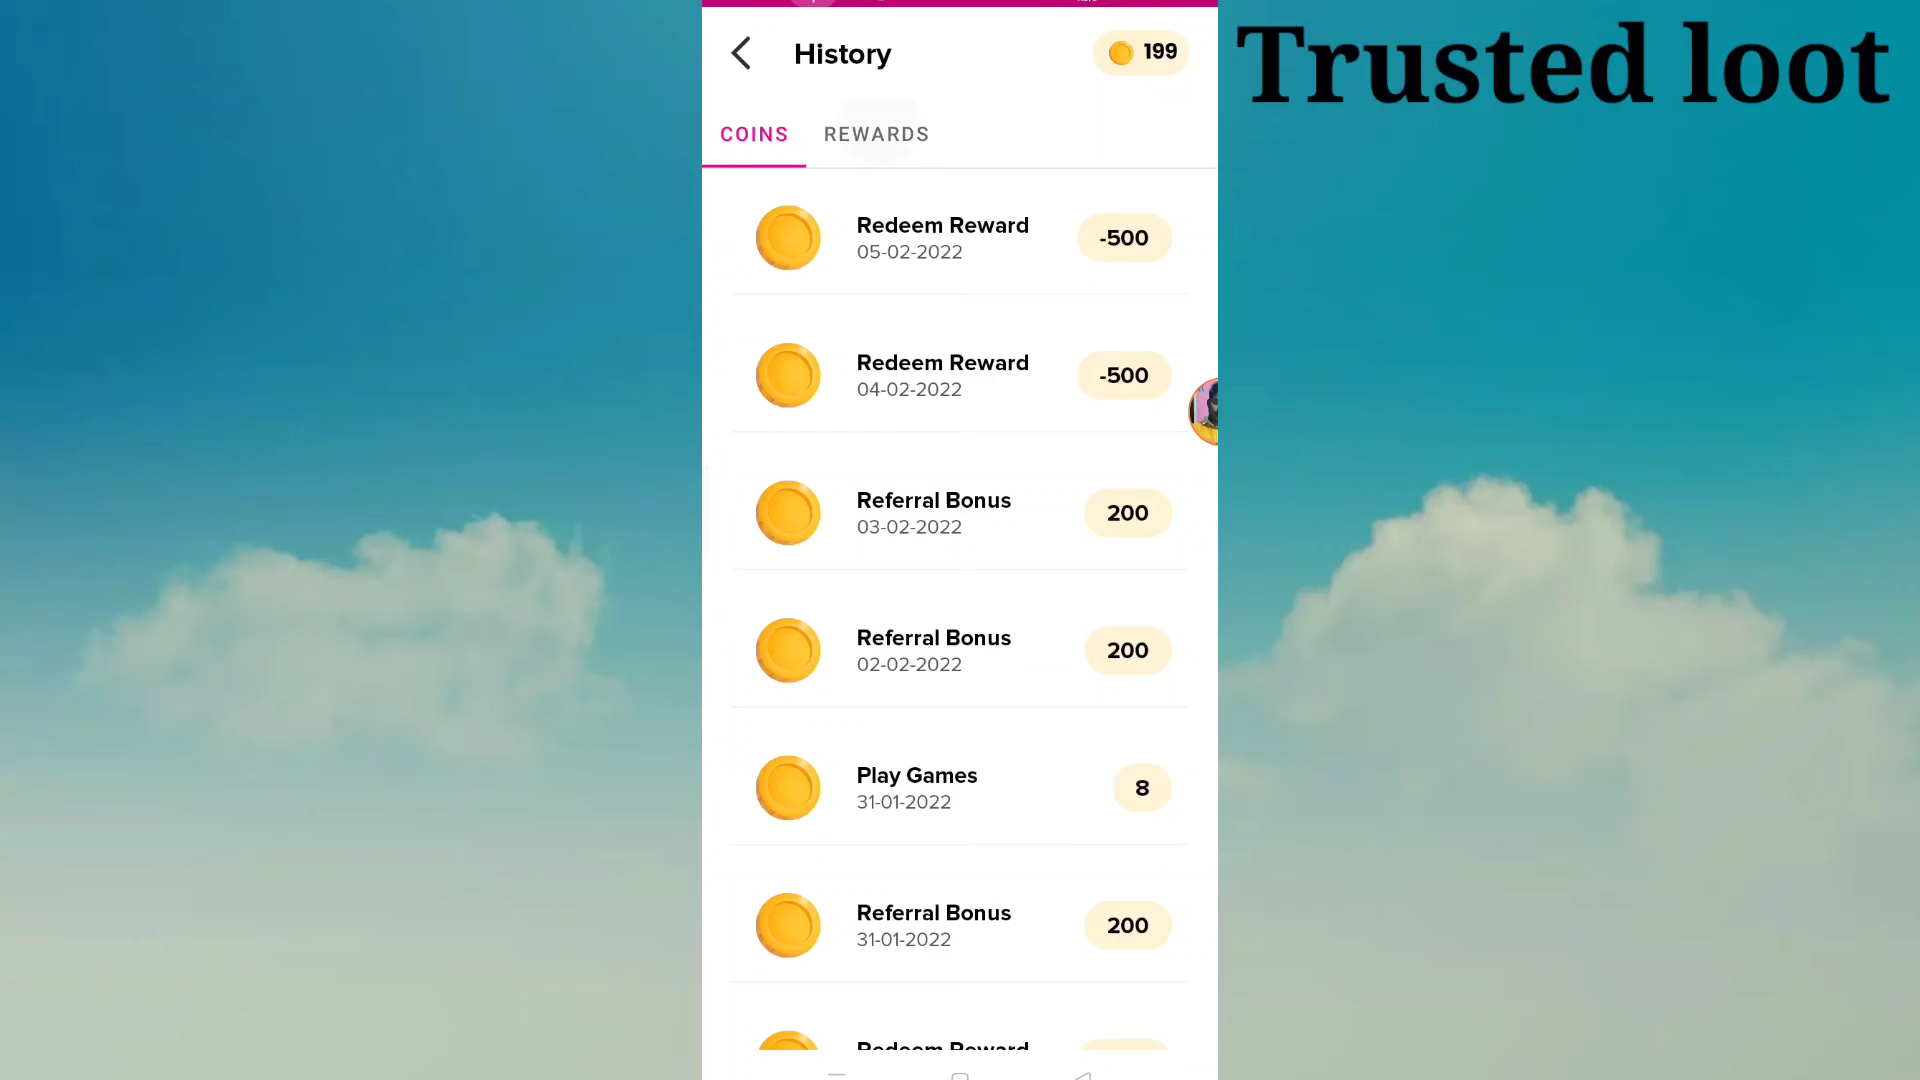 History
199
Trusted loot
COINS REWARDS
Redeem Reward
05-02-2022
-500
Redeem Reward
04-02-2022
-500
Referral Bonus
03-02-2022
200
Referral Bonus
02-02-2022
200
Play Games
31-01-2022
8
Referral Bonus
31-01-2022
200
Redeem Reward